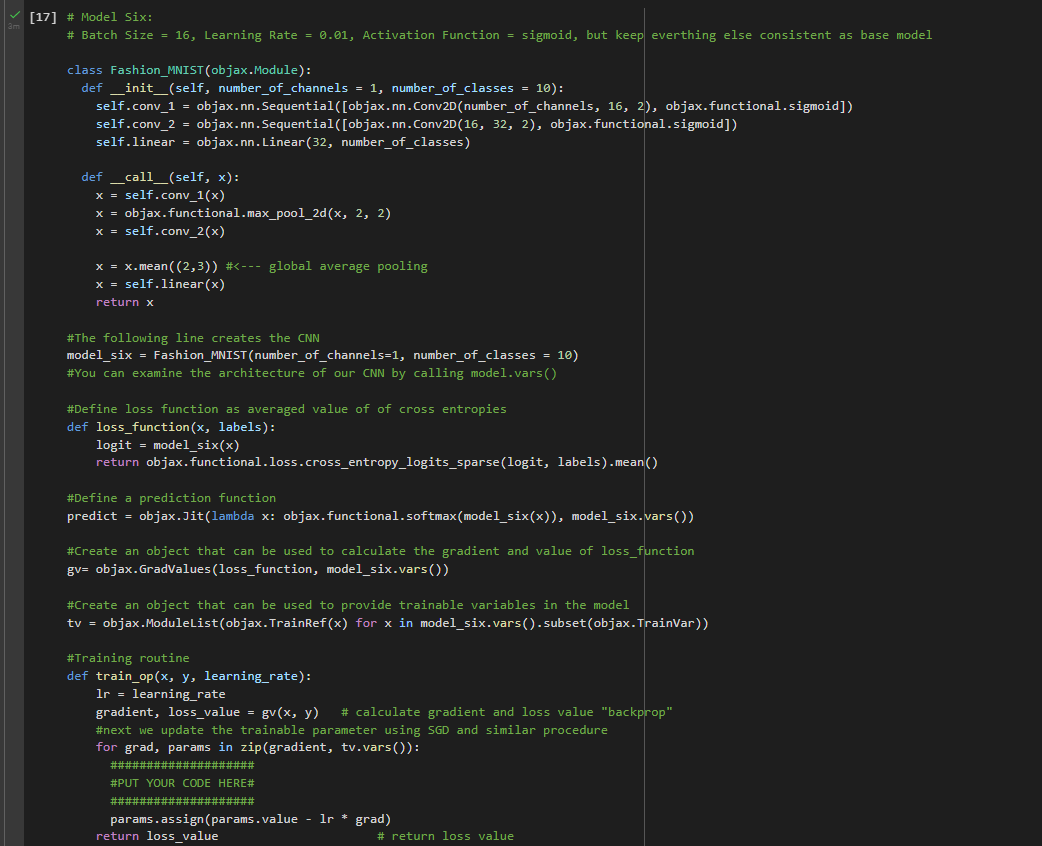 [17] # Model Six:
# Batch Size = 16, Learning Rate = 0.01, Activation Function = sigmoid, but keep everthing else consistent as base model
class Fashion_MNIST(objax.Module):
  def __init__(self, number_of_channels = 1, number_of_classes = 10):
    self.conv_1 = objax.nn.Sequential([objax.nn.Conv2D(number_of_channels, 16, 2), objax.functional.sigmoid])
    self.conv_2 = objax.nn.Sequential([objax.nn.Conv2D(16, 32, 2), objax.functional.sigmoid])
    self.linear = objax.nn.Linear(32, number_of_classes)
  def __call__(self, x):
    x = self.conv_1(x)
    x = objax.functional.max_pool_2d(x, 2, 2)
    x = self.conv_2(x)
    x = x.mean((2,3)) #<--- global average pooling
    x = self.linear(x)
    return x
#The following line creates the CNN
model_six = Fashion_MNIST(number_of_channels=1, number_of_classes = 10)
#You can examine the architecture of our CNN by calling model.vars()
#Define loss function as averaged value of of cross entropies
def loss_function(x, labels):
    logit = model_six(x)
    return objax.functional.loss.cross_entropy_logits_sparse(logit, labels).mean()
#Define a prediction function
predict = objax.Jit(lambda x: objax.functional.softmax(model_six(x)), model_six.vars())
#Create an object that can be used to calculate the gradient and value of loss_function
gv= objax.GradValues(loss_function, model_six.vars())
#Create an object that can be used to provide trainable variables in the model
tv = objax.ModuleList(objax.TrainRef(x) for x in model_six.vars().subset(objax.TrainVar))
#Training routine
def train_op(x, y, learning_rate):
    lr = learning_rate
    gradient, loss_value = gv(x, y)   # calculate gradient and loss value "backprop"
    #next we update the trainable parameter using SGD and similar procedure
    for grad, params in zip(gradient, tv.vars()):
      ####################
      #PUT YOUR CODE HERE#
      ####################
      params.assign(params.value - lr * grad)
    return loss_value                      # return loss value